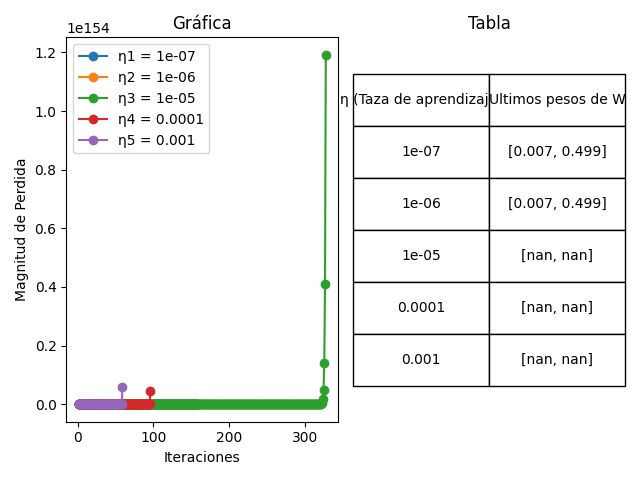 Gráfica
1e154
η1 = 1e-07
η2 = 1e-06
η3 = 1e-05
η4 = 0.0001
η5 = 0.001
Magnitud de Perdida
1.2
1.0
0.8
0.6
0.4
0.2
0.0
0 100 200 300
Iteraciones
Tabla
η (Taza de aprendizaj Ultimos pesos de W
1e-07 [0.007, 0.499]
1e-06 [0.007, 0.499]
1e-05 [nan, nan]
0.0001 [nan, nan]
0.001 [nan, nan]